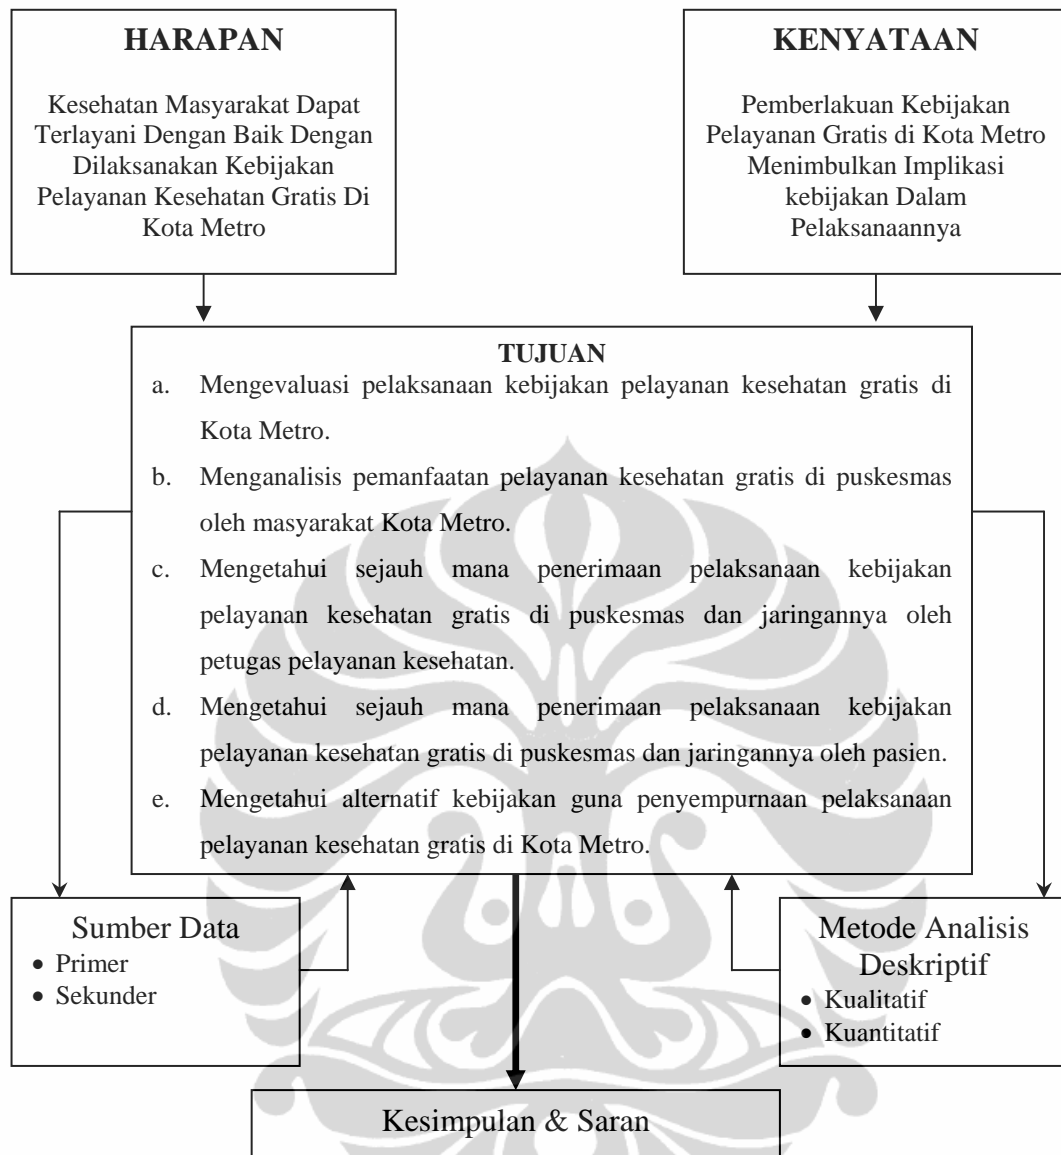 HARAPAN
Kesehatan Masyarakat Dapat
Terlayani Dengan Baik Dengan
Dilaksanakan Kebijakan
Pelayanan Kesehatan Gratis Di
Kota Metro
KENYATAAN
Pemberlakuan Kebijakan
Pelayanan Gratis di Kota Metro
Menimbulkan Implikasi
kebijakan Dalam
Pelaksanaannya
TUJUAN
a. Mengevaluasi pelaksanaan kebijakan pelayanan kesehatan gratis di
Kota Metro.
b. Menganalisis pemanfaatan pelayanan kesehatan gratis di puskesmas
oleh masyarakat Kota Metro.
c. Mengetahui sejauh mana penerimaan pelaksanaan kebijakan
pelayanan kesehatan gratis di puskesmas dan jaringannya oleh
petugas pelayanan kesehatan.
d. Mengetahui sejauh mana penerimaan pelaksanaan kebijakan
pelayanan kesehatan gratis di puskesmas dan jaringannya oleh pasien.
e. Mengetahui alternatif kebijakan guna penyempurnaan pelaksanaan
pelayanan kesehatan gratis di Kota Metro.
Sumber Data
• Primer
• Sekunder
Metode Analisis
Deskriptif
• Kualitatif
• Kuantitatif
Kesimpulan & Saran